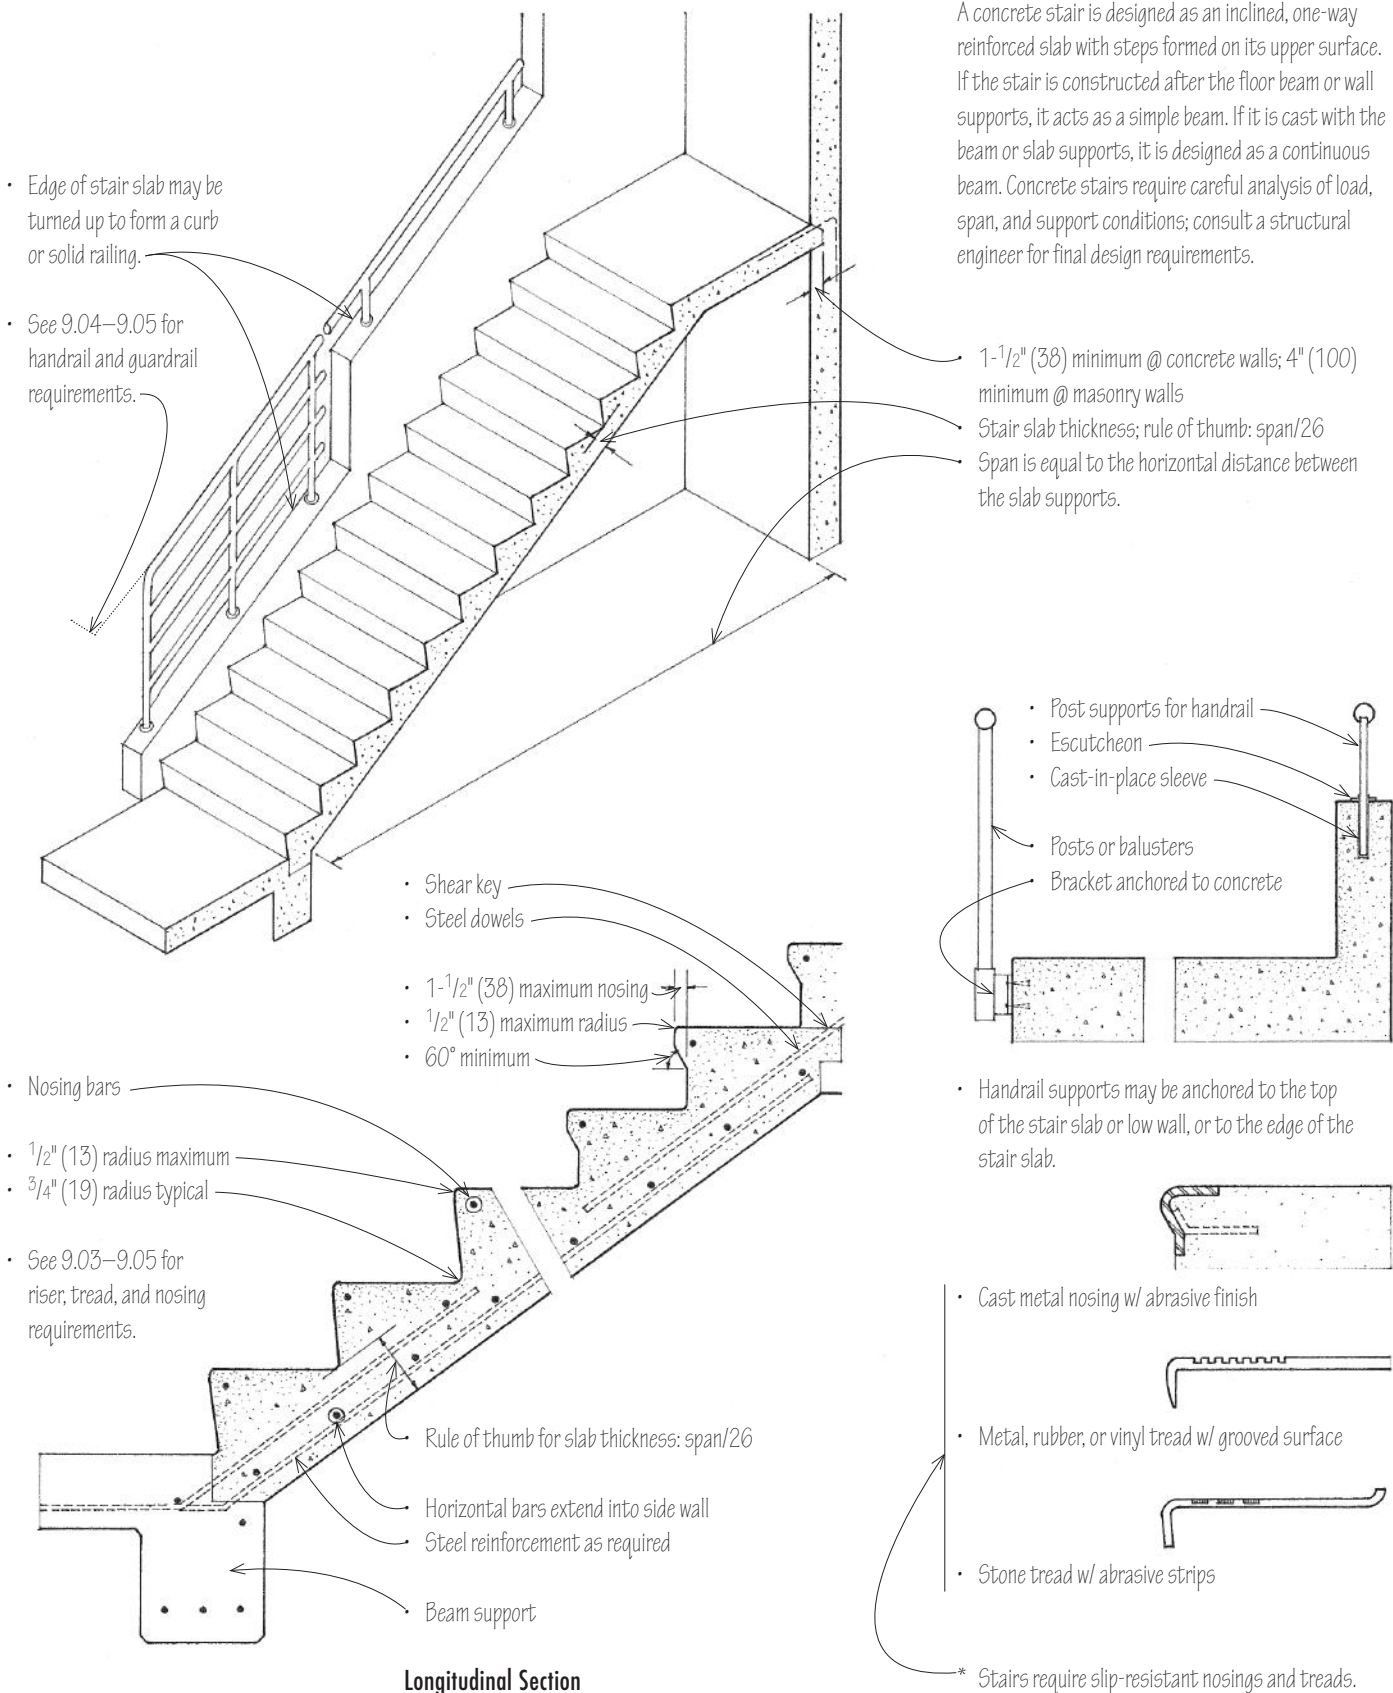 A concrete stair is designed as an inclined, one-way
reinforced slab with steps formed on its upper surface.
If the stair is constructed after the floor beam or wall
supports, it acts as a simple beam. If it is cast with the
beam or slab supports, it is designed as a continuous
beam. Concrete stairs require careful analysis of load,
span, and support conditions; consult a structural
engineer for final design requirements.
• Edge of stair slab may be
turned up to form a curb
or solid railing.
• See 9.04–9.05 for
handrail and guardrail
requirements.
• 1-1/2" (38) minimum @ concrete walls; 4" (100)
minimum @ masonry walls
• Stair slab thickness; rule of thumb: span/26
• Span is equal to the horizontal distance between
the slab supports.
• Post supports for handrail
• Escutcheon
• Cast-in-place sleeve
• Posts or balusters
• Bracket anchored to concrete
• Shear key
• Steel dowels
• 1-1/2" (38) maximum nosing
• 1/2" (13) maximum radius
• 60° minimum
• Nosing bars
• 1/2" (13) radius maximum
• 3/4" (19) radius typical
• See 9.03–9.05 for
riser, tread, and nosing
requirements.
• Handrail supports may be anchored to the top
of the stair slab or low wall, or to the edge of the
stair slab.
• Cast metal nosing w/ abrasive finish
• Metal, rubber, or vinyl tread w/ grooved surface
• Stone tread w/ abrasive strips
* Stairs require slip-resistant nosings and treads.
• Rule of thumb for slab thickness: span/26
• Horizontal bars extend into side wall
• Steel reinforcement as required
• Beam support
Longitudinal Section